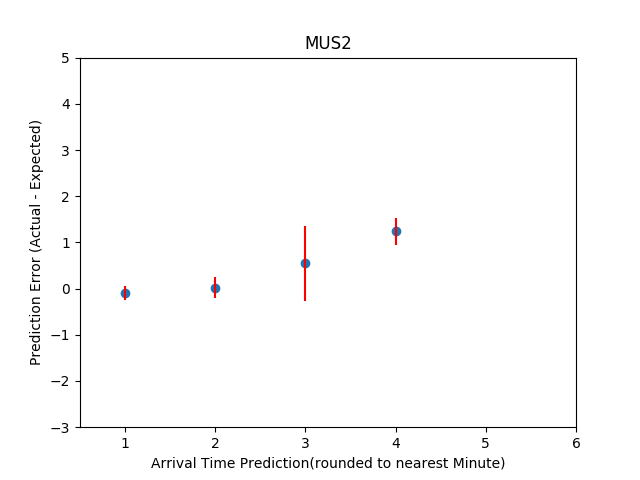 MUS2
5
4
3
2
1
0
−1
−2
−3
Prediction Error (Actual - Expected)
1 2 3 4 5 6
Arrival Time Prediction(rounded to nearest Minute)